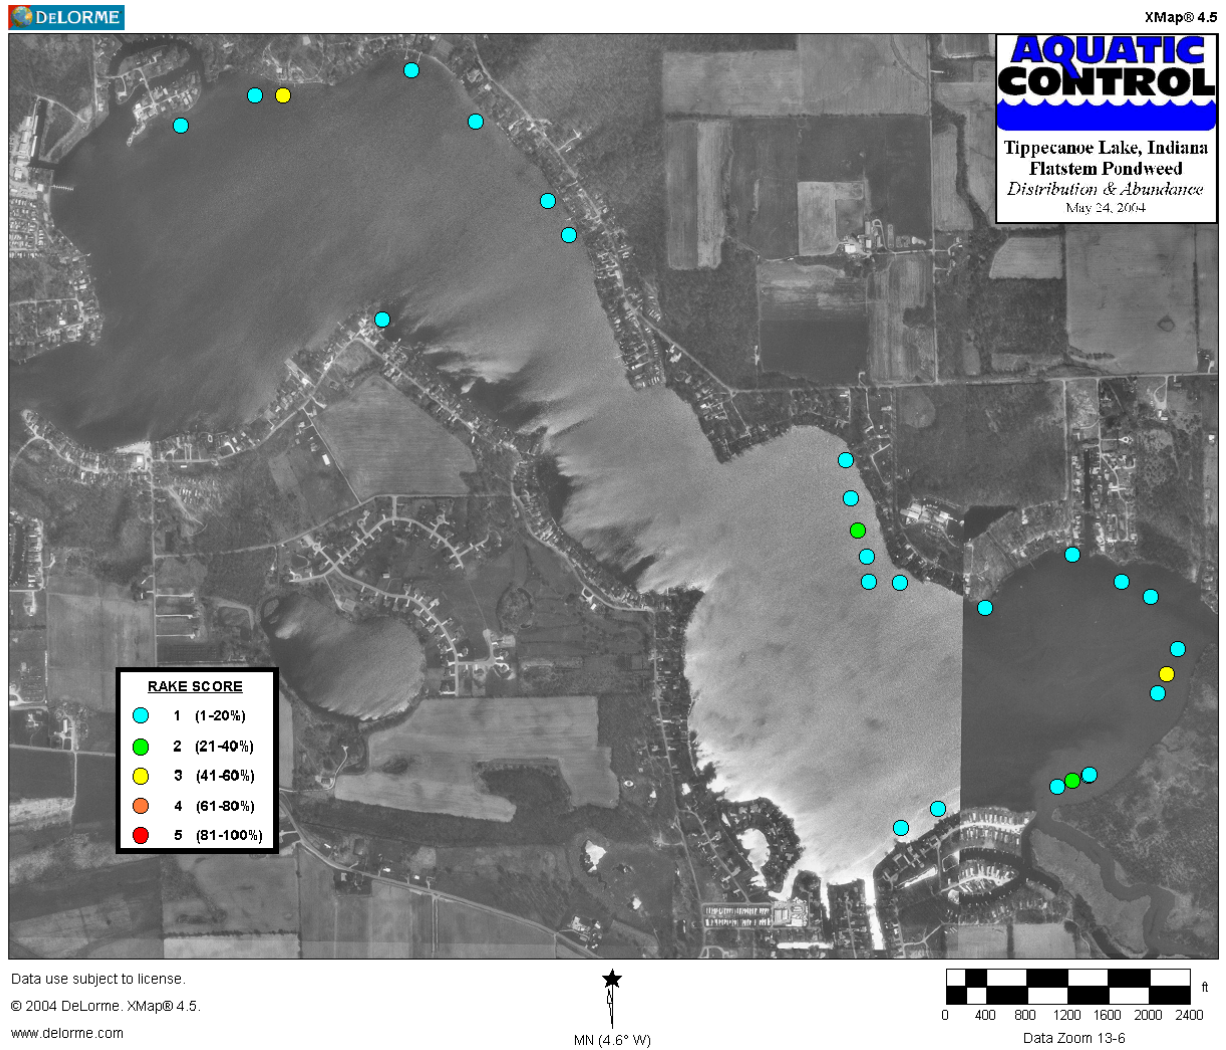 DELORME
XMap® 4.5
AQUATIC
CONTROL
Tippecanoe Lake, Indiana
Flatstem Pondweed
Distribution & Abundance
May 24, 2004
RAKE SCORE
1 (1-20%)
2 (21-40%)
3 (41-60%)
4 (61-80%)
5 (81-100%)
Data use subject to license.
© 2004 DeLorme. XMap® 4.5.
www.delorme.com
MN (4.6° W)
ft
0 400 800 1200 1600 2000 2400
Data Zoom 13-6